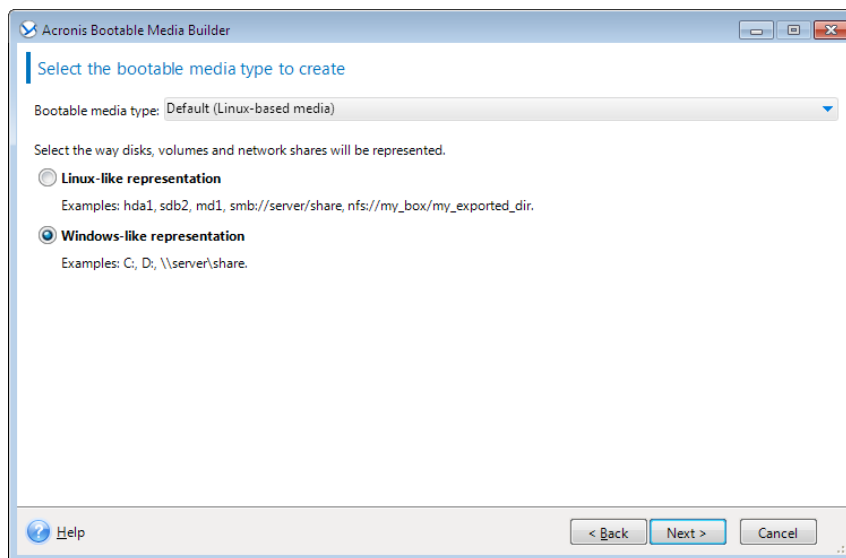 Acronis Bootable Media Builder
Select the bootable media type to create
Bootable media type: Default (Linux-based media)
Select the way disks, volumes and network shares will be represented.
Linux-like representation
Examples: hda1, sdb2, md1, smb://server/share, nfs://my_box/my_exported_dir.
Windows-like representation
Examples: C:, D:, \\server\share.
Help
< Back Next > Cancel